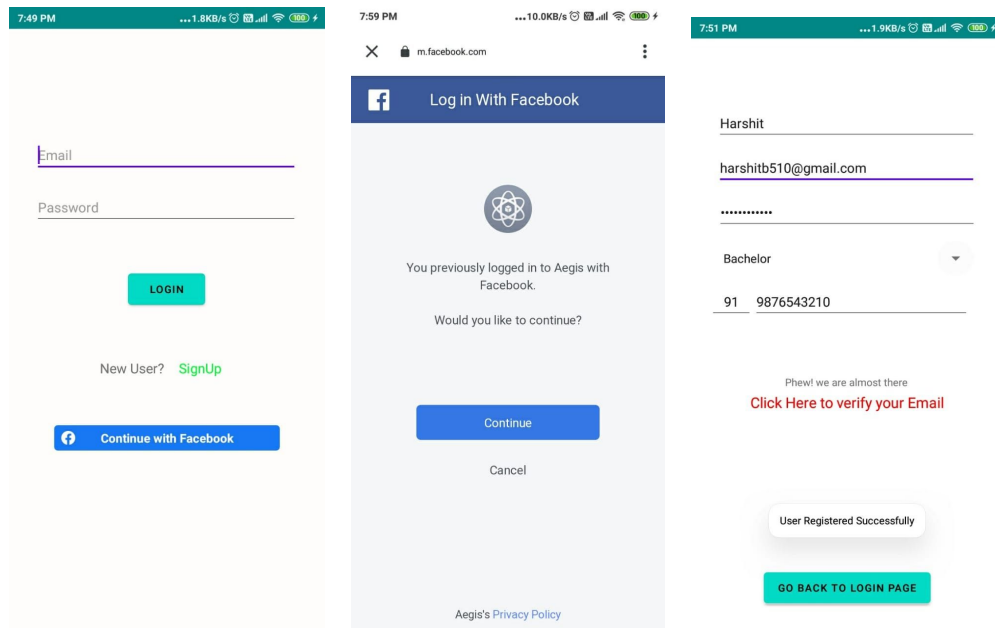 7:49 PM ...1.8KB/s 100
Email
Password
LOGIN
New User? SignUp
Continue with Facebook
7:59 PM ...10.0KB/s 100
m.facebook.com
Log in With Facebook
You previously logged in to Aegis with
Facebook.
Would you like to continue?
Continue
Cancel
Aegis's Privacy Policy
7:51 PM ...1.9KB/s 100
Harshit
harshitb510@gmail.com
••••••••••••
Bachelor
91 9876543210
Phew! we are almost there
Click Here to verify your Email
User Registered Successfully
GO BACK TO LOGIN PAGE